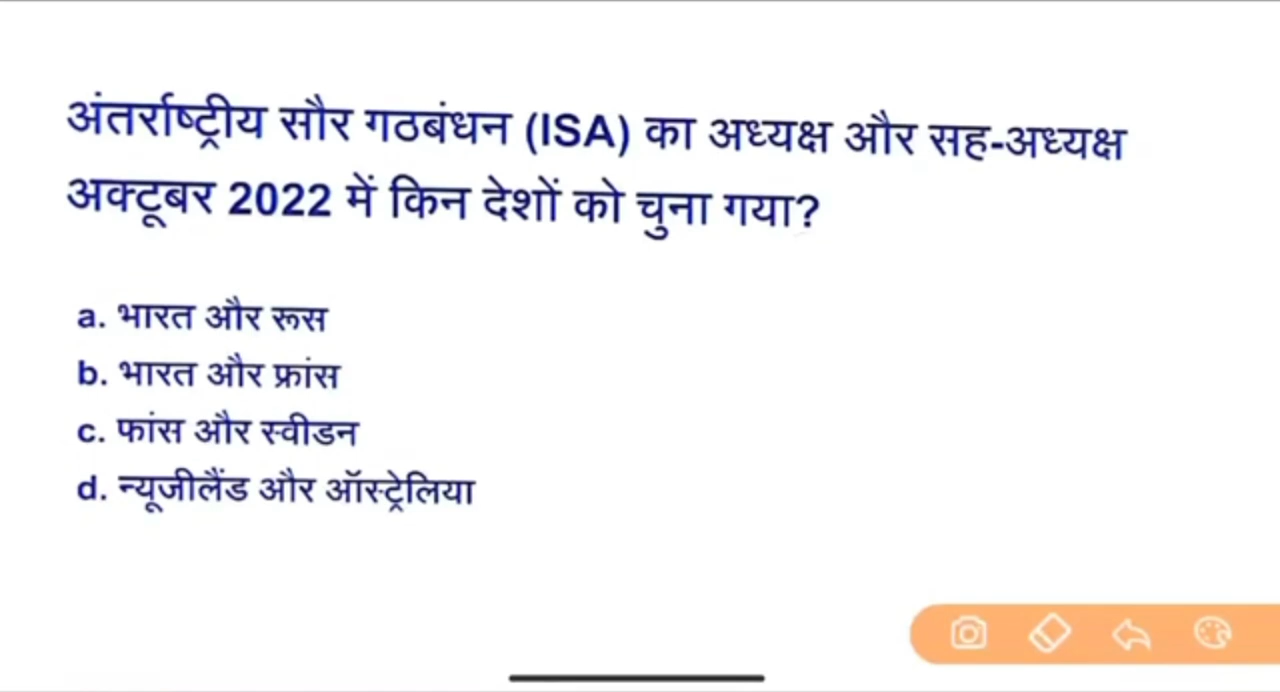 अंतर्राष्ट्रीय सौर गठबंधन (ISA) का अध्यक्ष और सह-अध्यक्ष
अक्टूबर 2022 में किन देशों को चुना गया?
a. भारत और रूस
b. भारत और फ्रांस
c. फांस और स्वीडन
d. न्यूजीलैंड और ऑस्ट्रेलिया